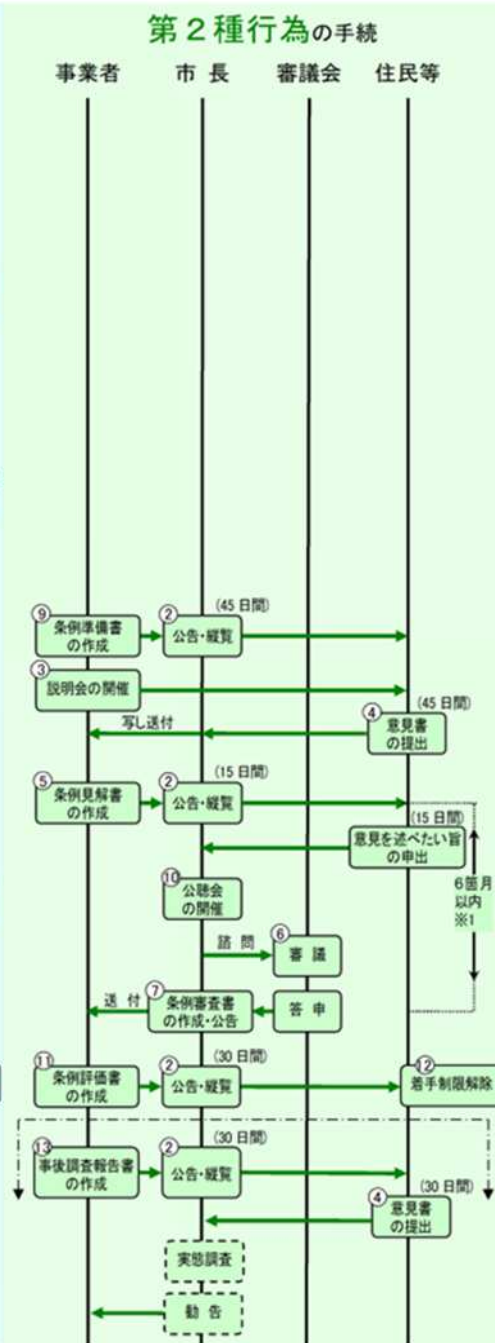 第２種行為の手続
事業者 市長 審議会 住民等
(45日間)
⑨ ②
条例準備書
の作成
公告・縦覧
③
説明会の開催
(45日間)
④
写し送付
意見書
の提出
(15日間)
⑤ ②
条例見解書
の作成
公告・縦覧
(15日間)
意見を述べたい旨
の申出
6箇月
以内
※1
⑩
公聴会
の開催
諮問
⑥
審議
⑦
送付
条例審査書
の作成・公告
答申
(30日間)
⑪ ② ⑫
条例評価書
の作成
公告・縦覧
着手制限解除
(30日間)
⑬ ②
事後調査報告書
の作成
公告・縦覧
(30日間)
④
意見書
の提出
実態調査
勧告